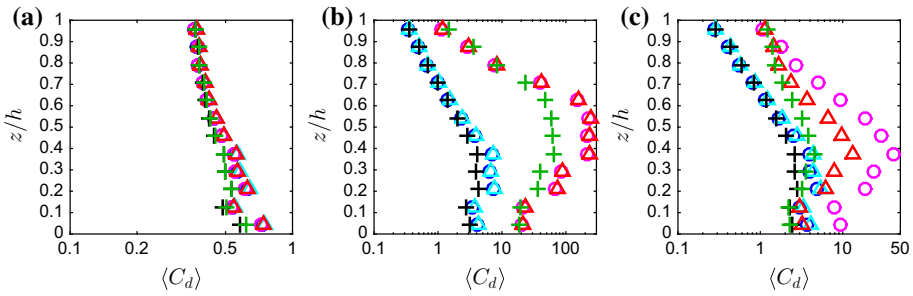 (a) (b) (c)
1 1 1
0.9 0.9 0.9
0.8 0.8 0.8
0.7 0.7 0.7
0.6 0.6 0.6
z/h z/h z/h
0.5 0.5 0.5
0.4 0.4 0.4
0.3 0.3 0.3
0.2 0.2 0.2
0.1 0.1 0.1
0 0 0
0.1 0.2 0.5 1 0.1 1 10 100 0.1 1 10 50
⟨C_d⟩ ⟨C_d⟩ ⟨C_d⟩